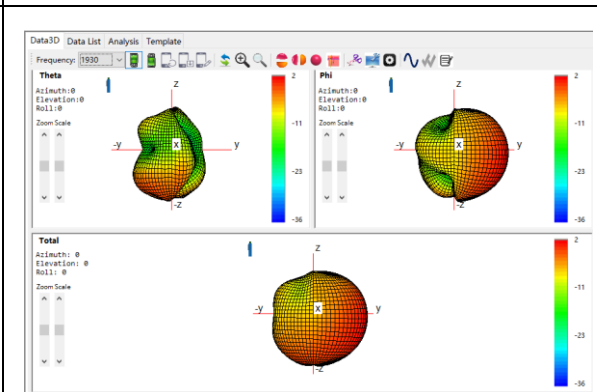 Data3D Data List Analysis Template
Frequency: 1930
Theta
Azimuth:0
Elevation:0
Roll:0
Zoom Scale
z
-y
x
y
-z
2
-11
-23
-36
Phi
Azimuth:0
Elevation:0
Roll:0
Zoom Scale
z
-y
x
y
-z
2
-11
-23
-36
Total
Azimuth: 0
Elevation: 0
Roll: 0
Zoom Scale
z
-y
x
y
-z
2
-11
-23
-36